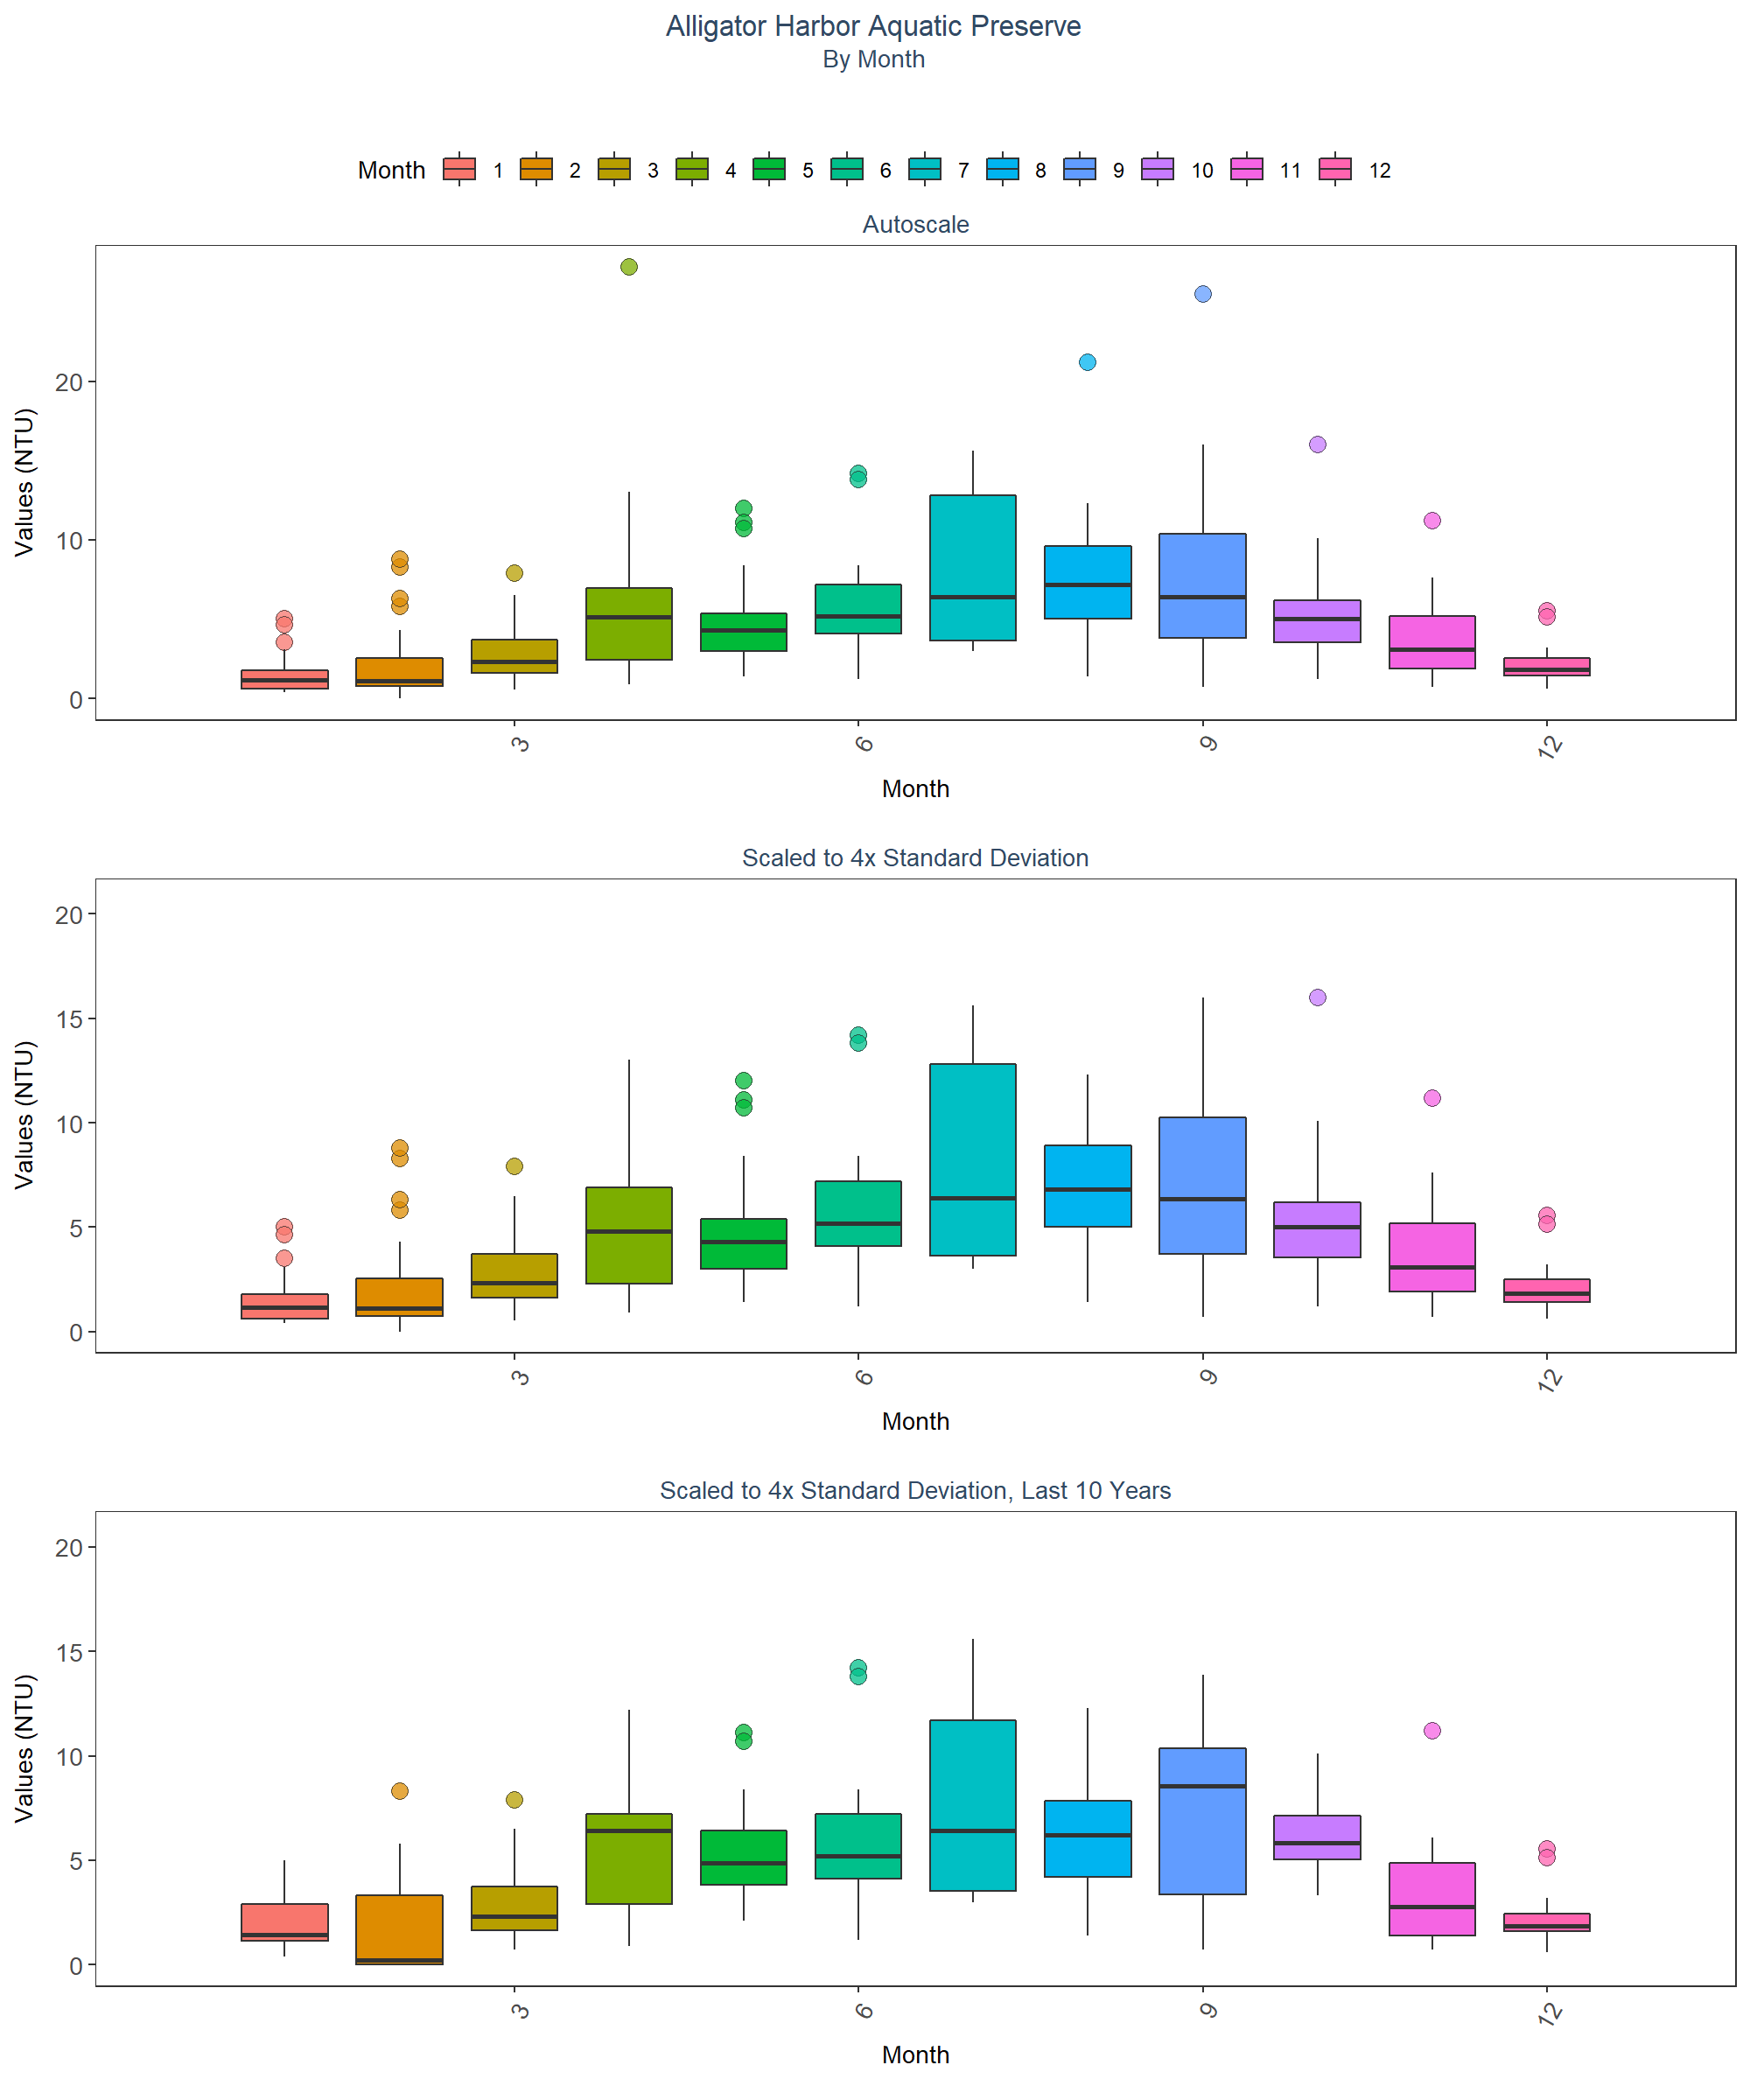 Alligator Harbor Aquatic Preserve
By Month
Month 1 2 3 4 5 6 7 8 9 10 11 12
Autoscale
Values (NTU)
20
10
0
3 6 9 12
Month
Scaled to 4x Standard Deviation
Values (NTU)
20
15
10
5
0
3 6 9 12
Month
Scaled to 4x Standard Deviation, Last 10 Years
Values (NTU)
20
15
10
5
0
3 6 9 12
Month